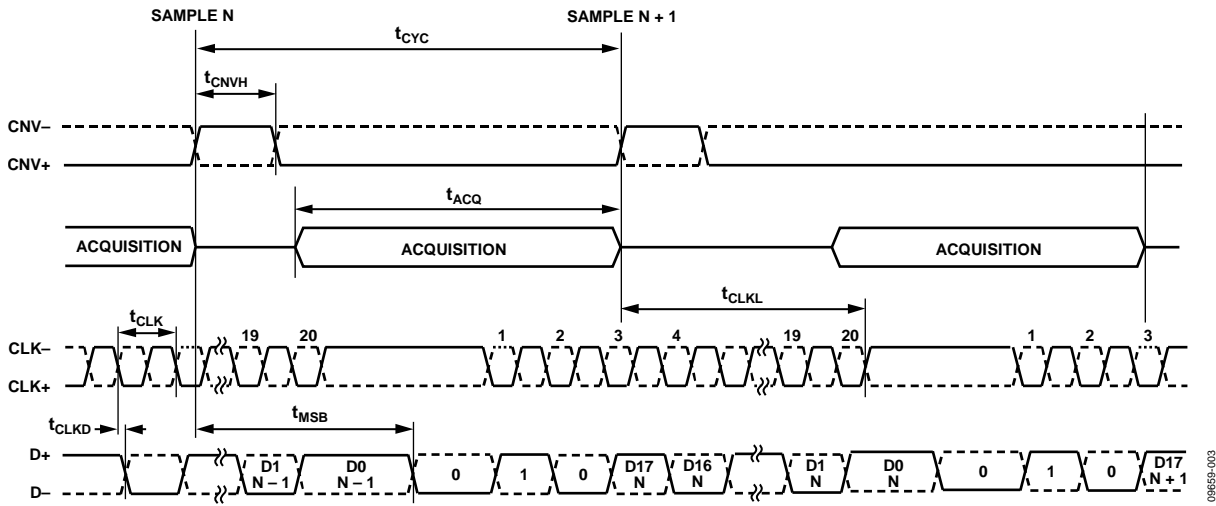 SAMPLE N SAMPLE N + 1
tCYC
tCNVH
CNV–
CNV+
tACQ
ACQUISITION ACQUISITION ACQUISITION
tCLKL
tCLK
19 20 1 2 3 4 19 20 1 2 3
CLK–
CLK+
tCLKD
tMSB
D+
D1 D0 D17 D16 D1 D0 D17
0 1 0 0 1 0
N – 1 N – 1 N N N N N + 1
D–
09659-003